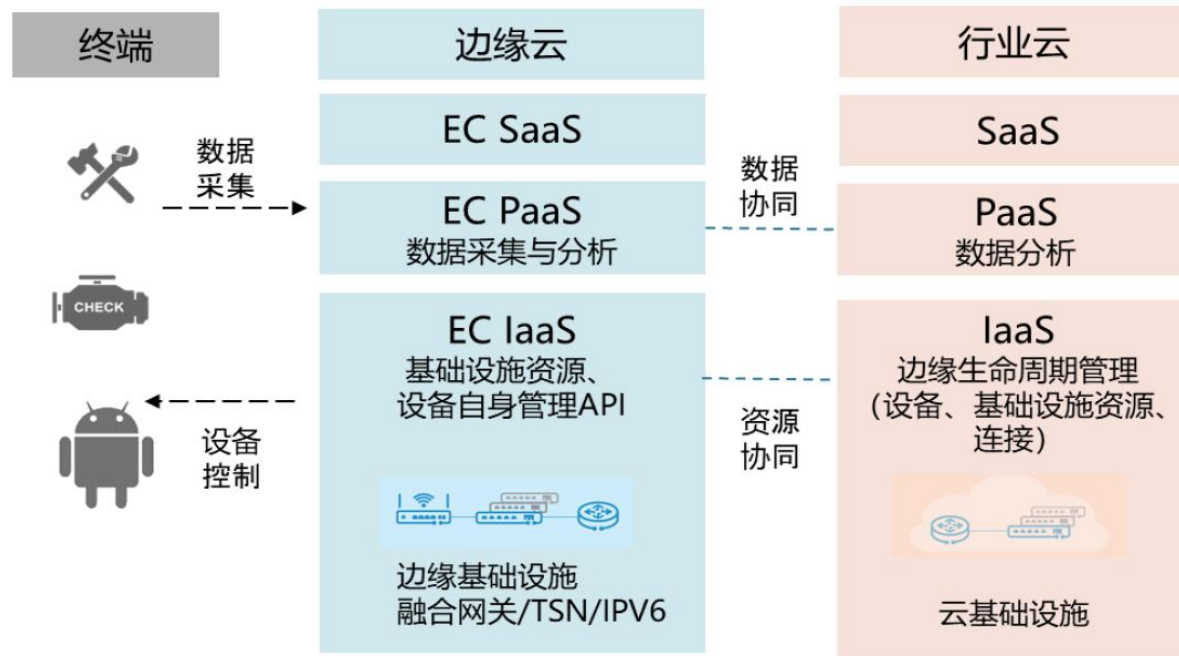 终端
边缘云
行业云
数据
采集
CHECK
设备
控制
EC SaaS
EC PaaS
数据采集与分析
EC IaaS
基础设施资源、
设备自身管理API
边缘基础设施
融合网关/TSN/IPV6
数据
协同
资源
协同
SaaS
PaaS
数据分析
IaaS
边缘生命周期管理
（设备、基础设施资源、
连接）
云基础设施